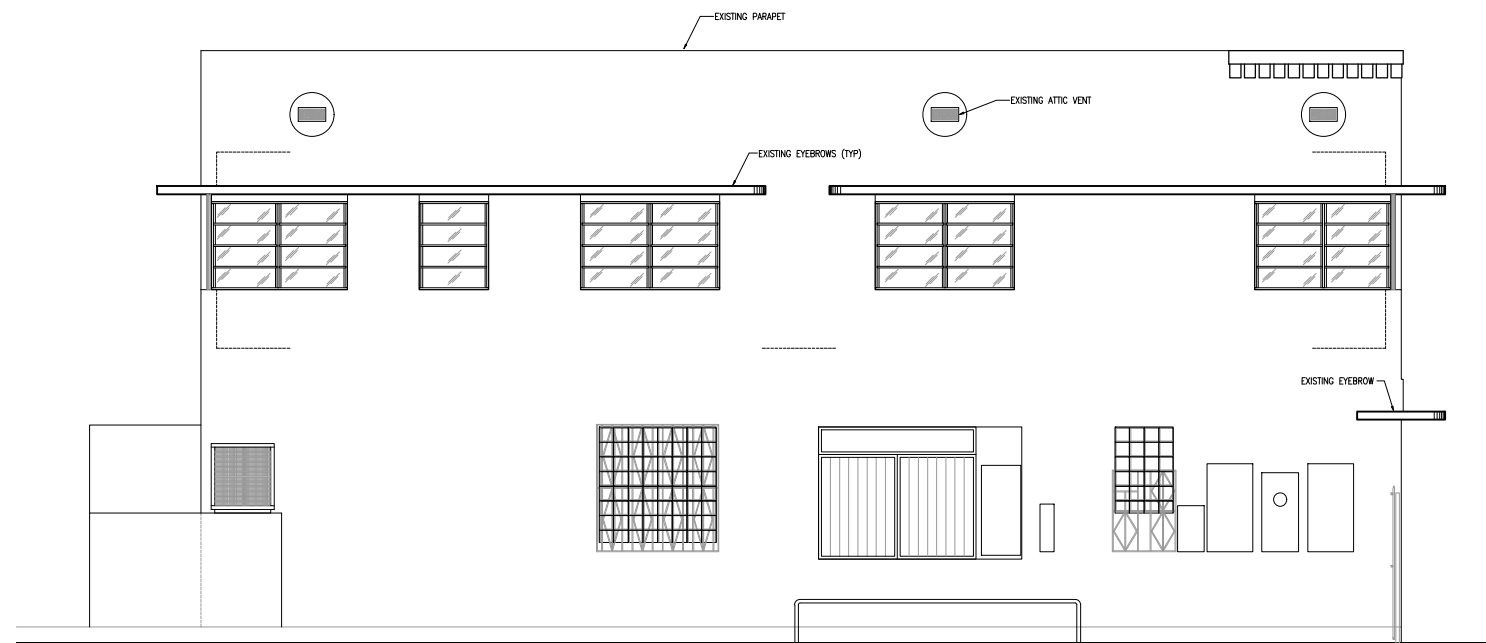 EXISTING PARAPET
EXISTING ATTIC VENT
EXISTING EYEBROWS (TYP)
EXISTING EYEBROW